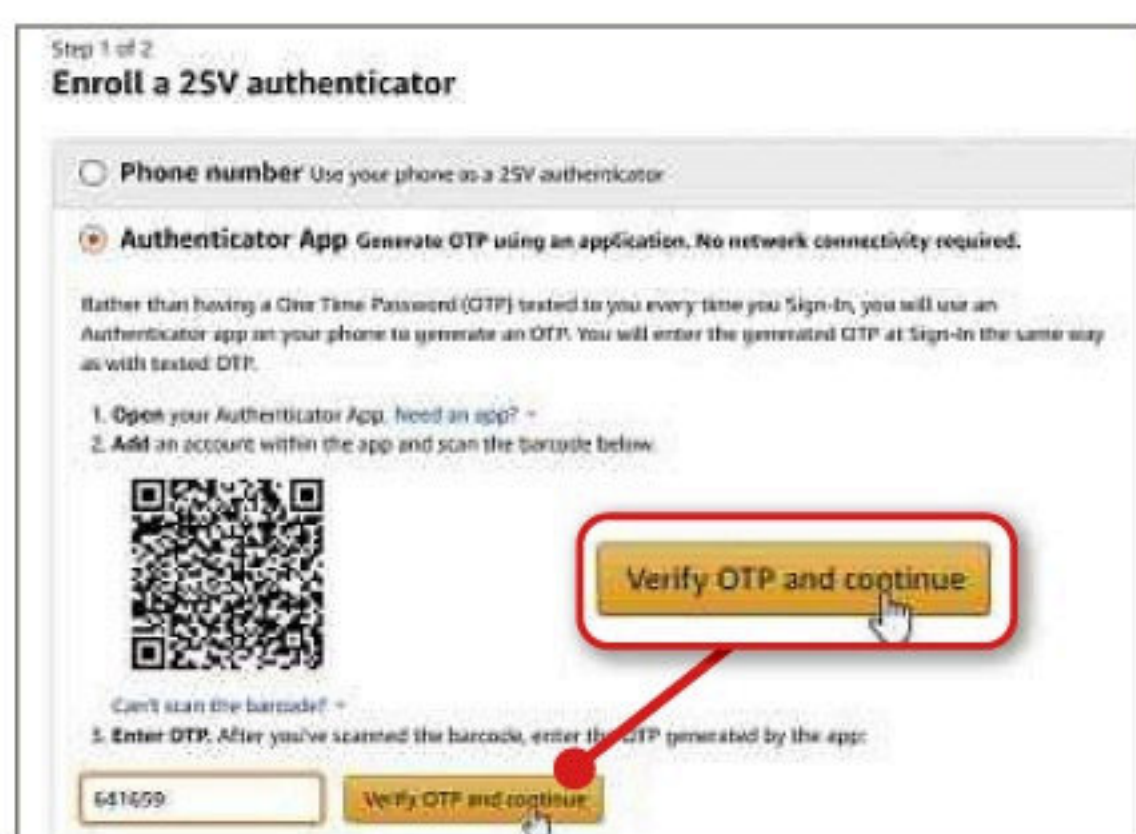 Step 1 of 2
Enroll a 2SV authenticator
Phone number Use your phone as a 2SV authenticator
Authenticator App Generate OTP using an application. No network connectivity required.
Rather than having a One Time Password (OTP) texted to you every time you Sign-In, you will use an
Authenticator app on your phone to generate an OTP. You will enter the generated OTP at Sign-In the same way
as with texted OTP.
1. Open your Authenticator App. Need an app?
2. Add an account within the app and scan the barcode below.
Verify OTP and continue
Can't scan the barcode?
3. Enter OTP. After you've scanned the barcode, enter the OTP generated by the app:
641659
Verify OTP and continue